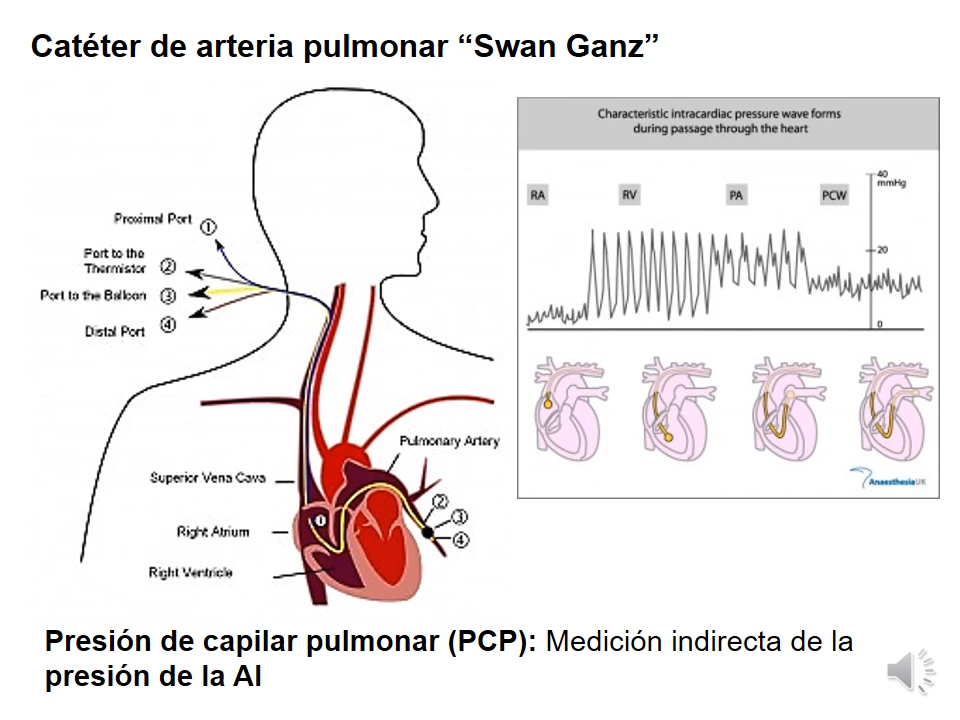 Catéter de arteria pulmonar “Swan Ganz”
Proximal Port ①
Port to the
Thermistor ②
Port to the Balloon ③
Distal Port ④
Superior Vena Cava
Right Atrium
Right Ventricle
Pulmonary Artery
①
②
③
④
Characteristic intracardiac pressure wave forms
during passage through the heart
RA RV PA PCW
40
mmHg
20
0
AnaesthesiaUK
Presión de capilar pulmonar (PCP): Medición indirecta de la
presión de la AI